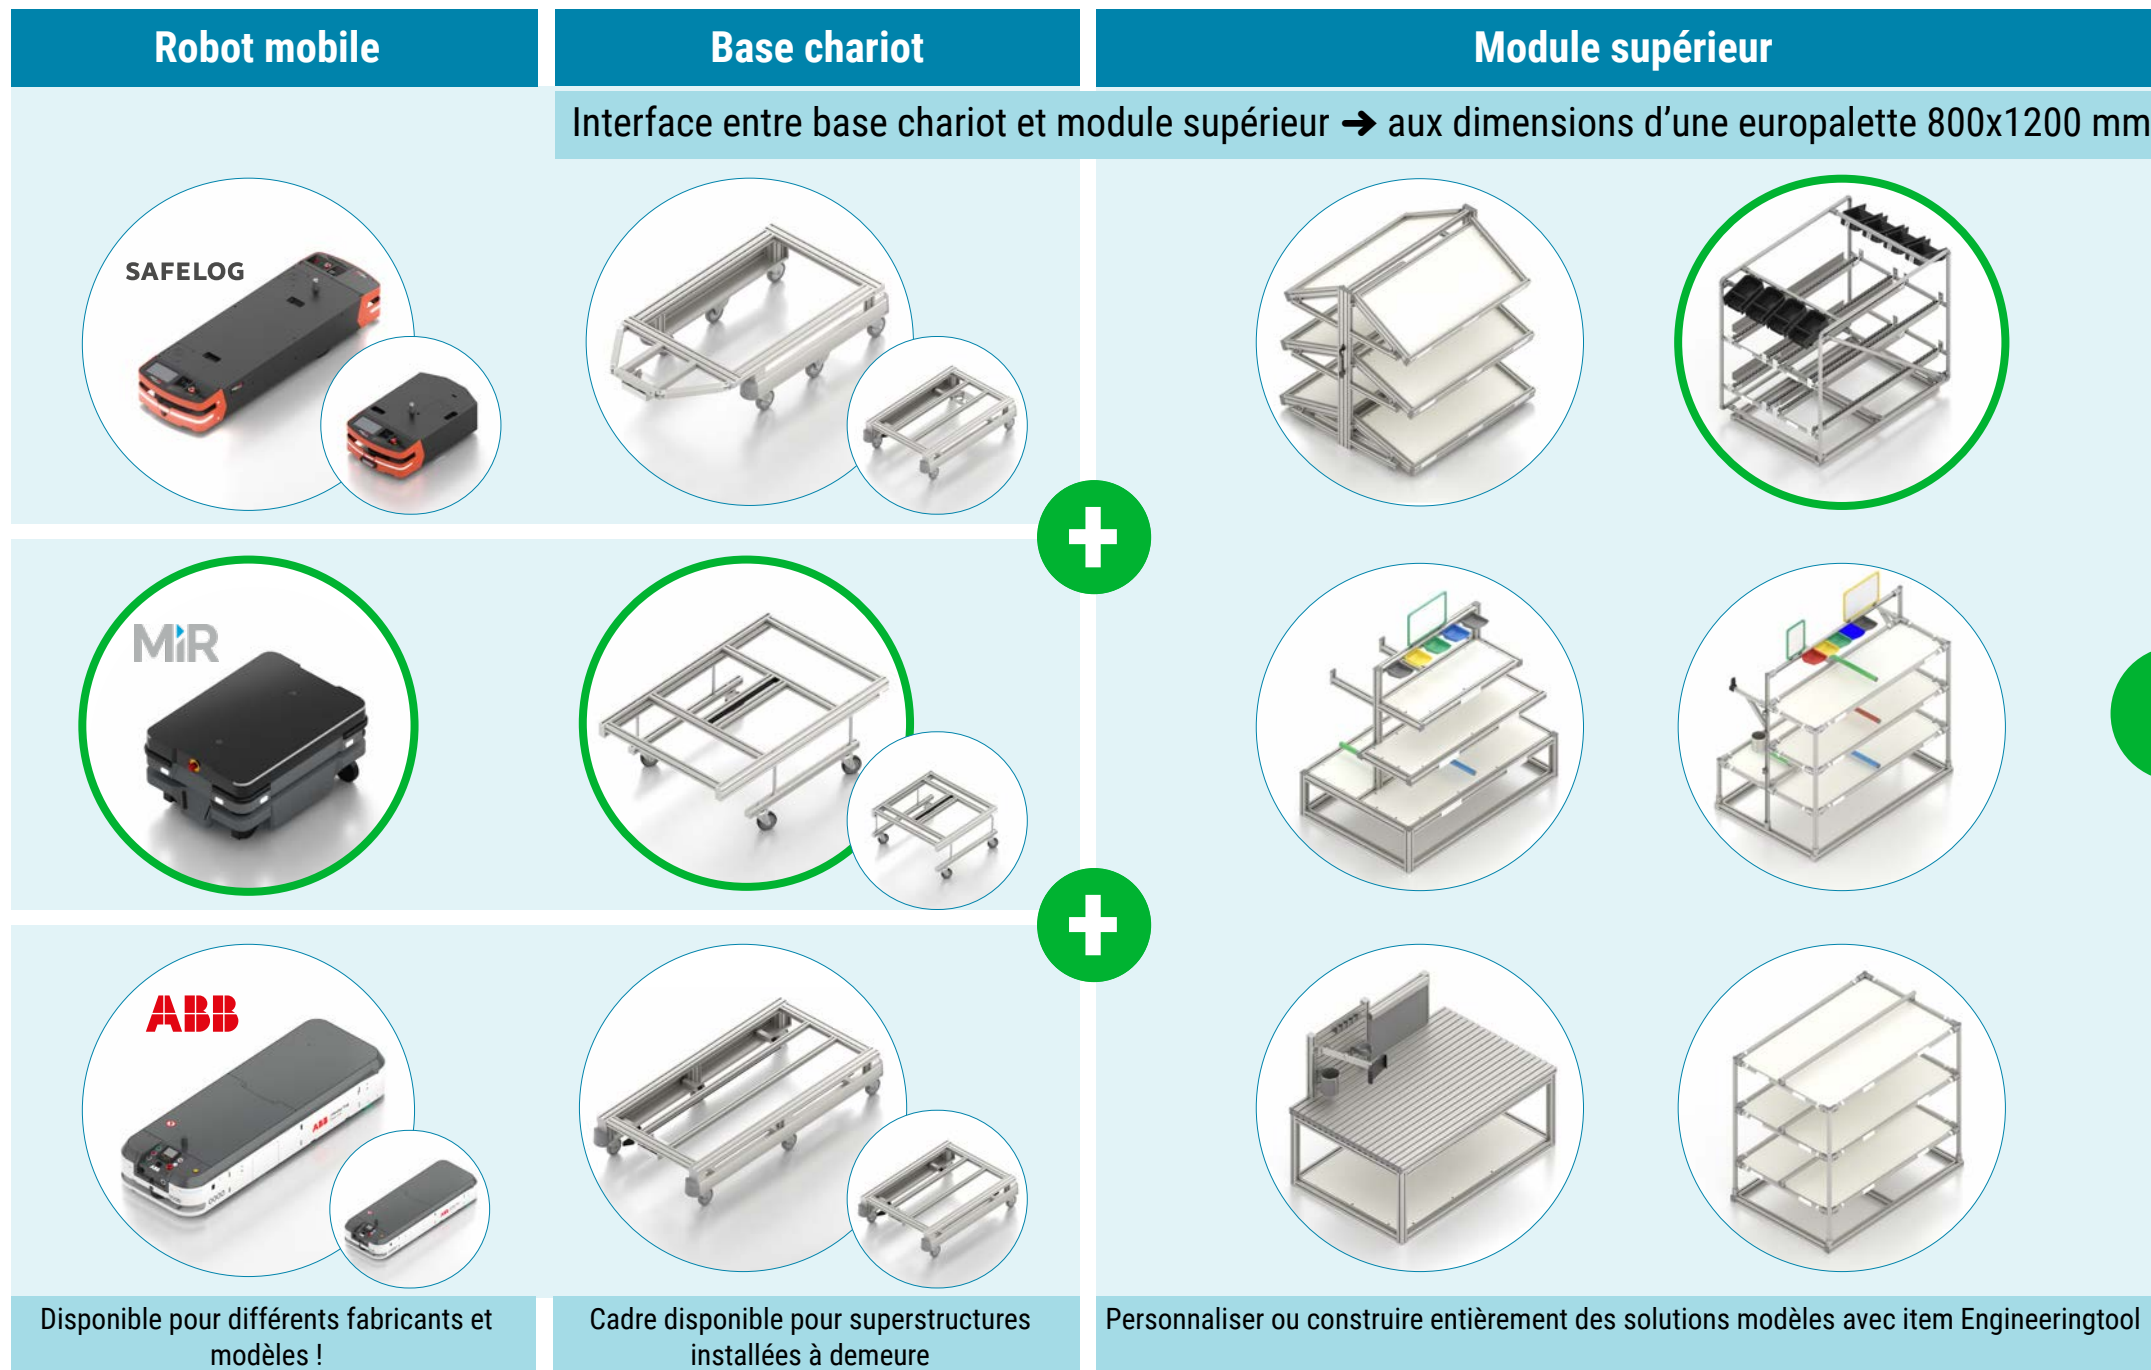 Robot mobile
Base chariot
Module supérieur
Interface entre base chariot et module supérieur ➔ aux dimensions d’une europalette 800x1200 mm
SAFELOG
MiR
ABB
ABB
Disponible pour différents fabricants et
modèles !
Cadre disponible pour superstructures
installées à demeure
Personnaliser ou construire entièrement des solutions modèles avec item Engineeringtool